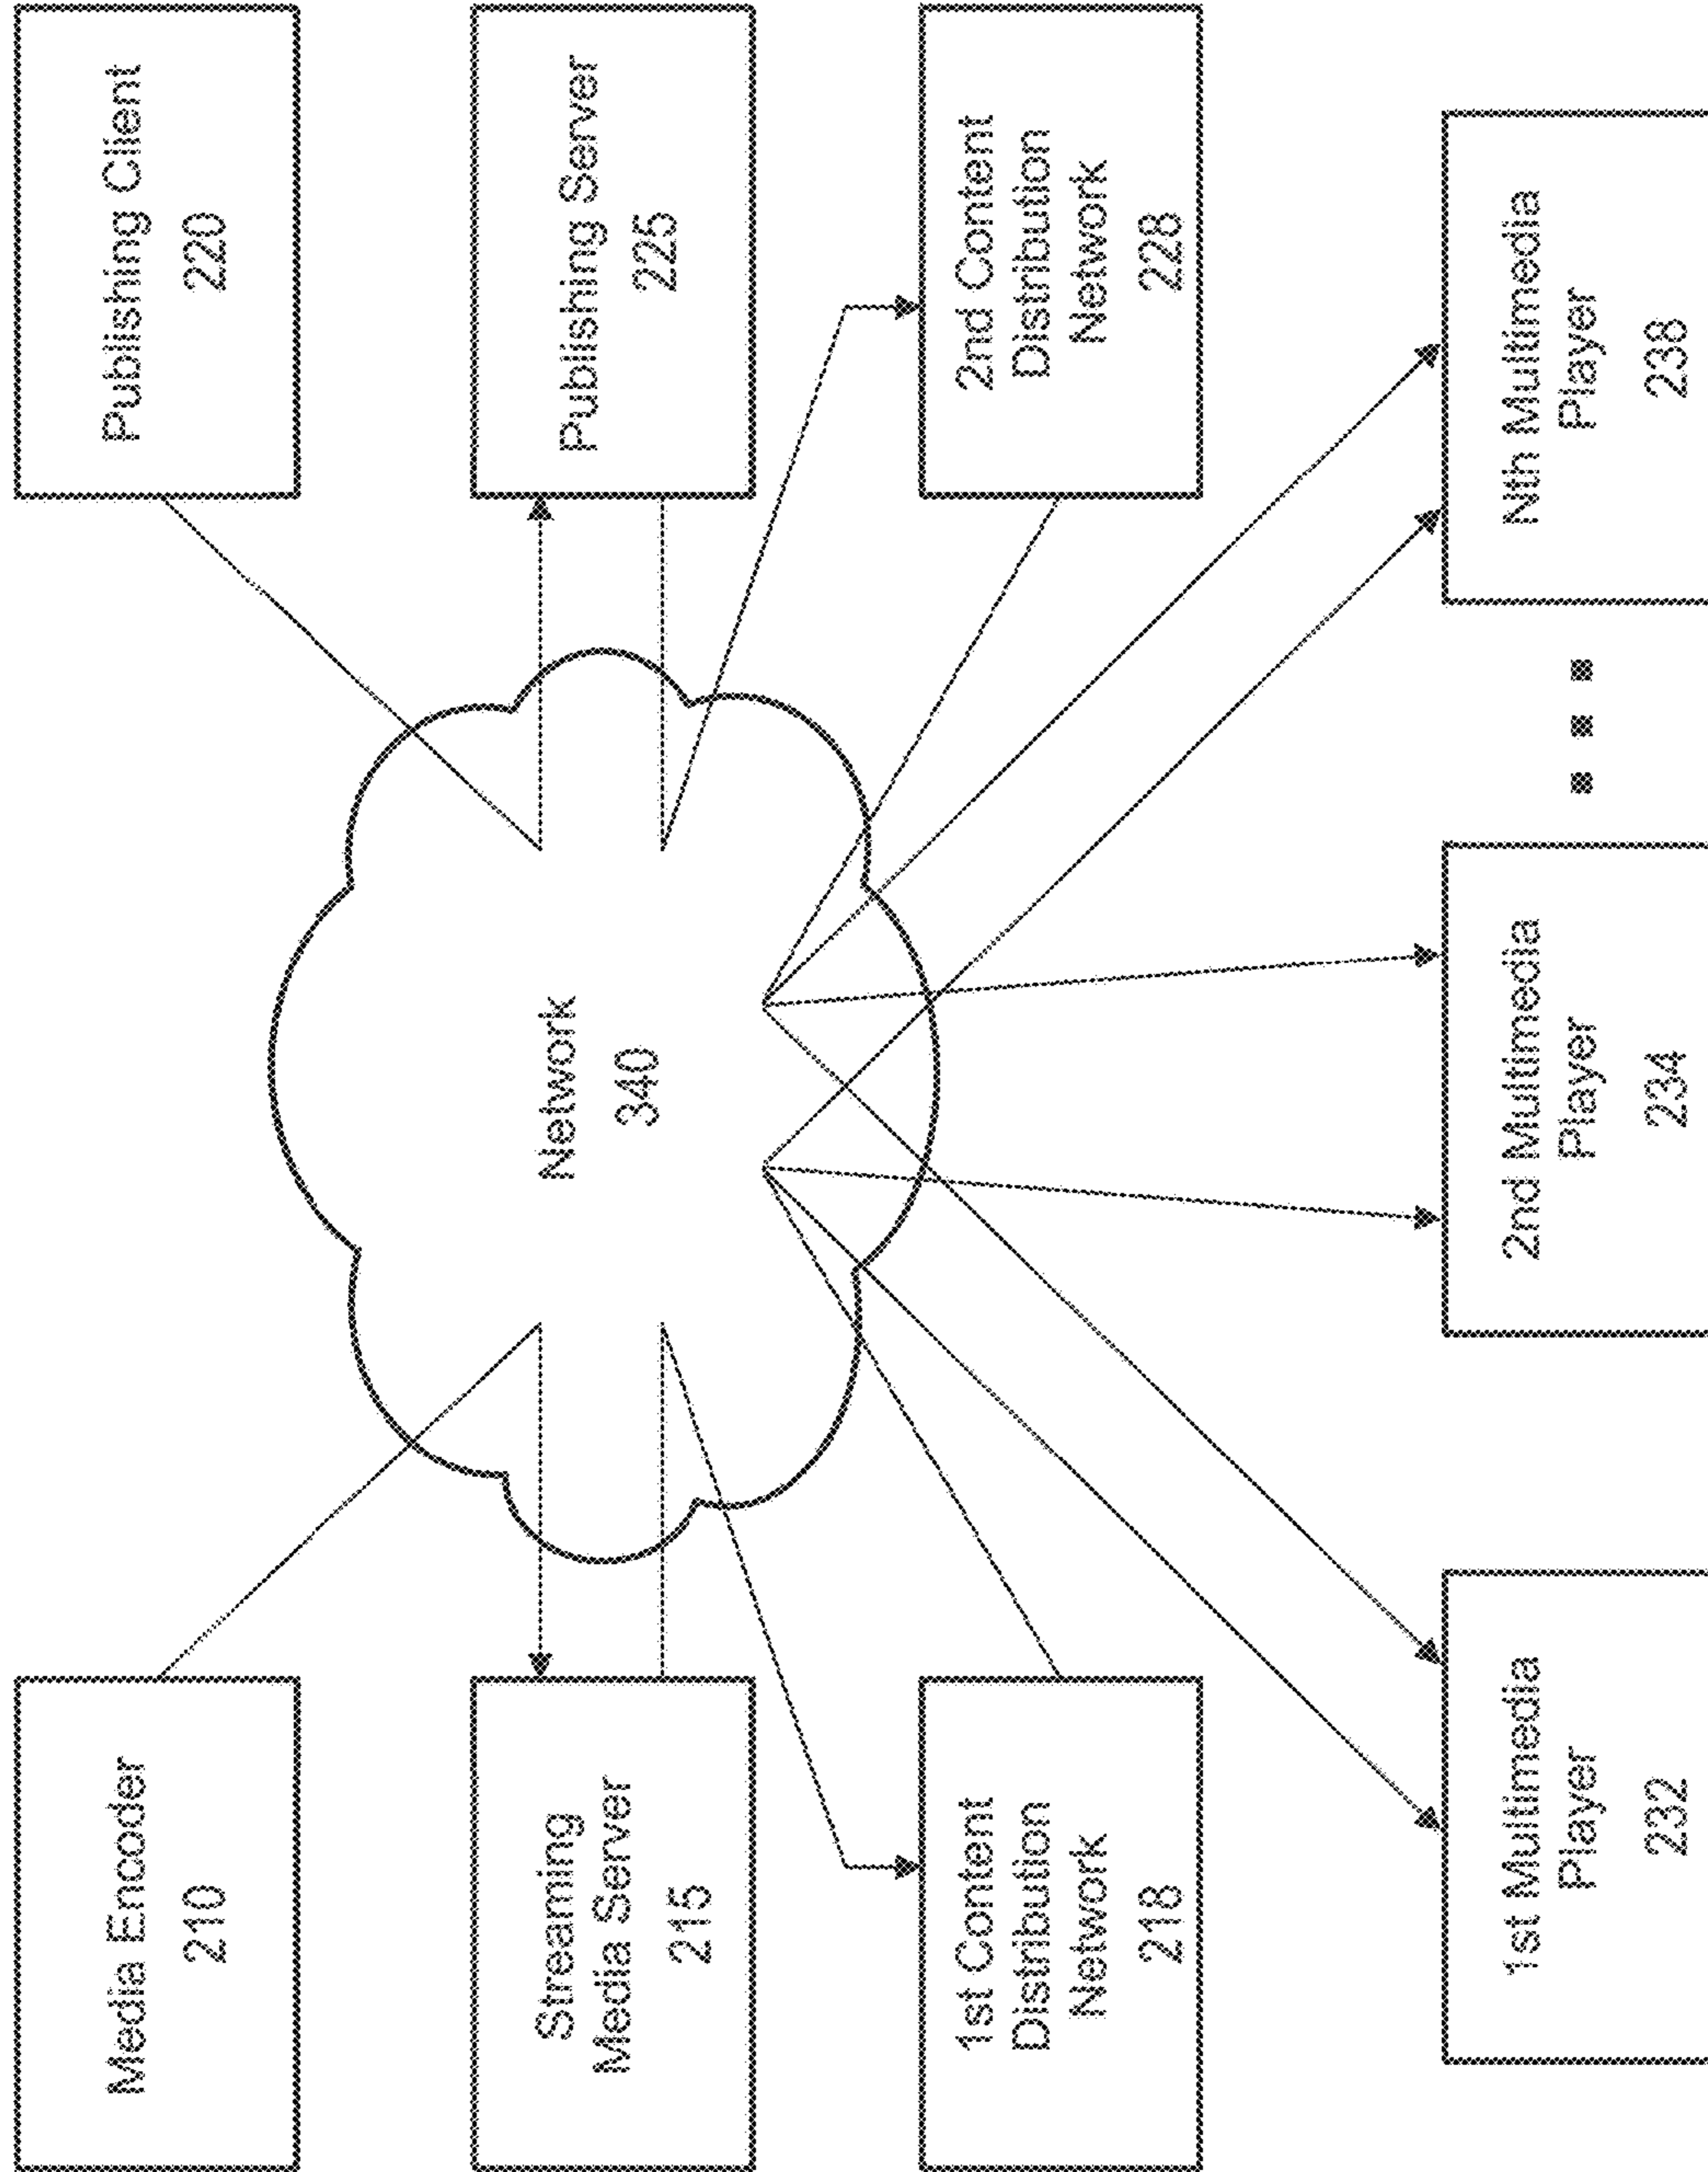 Media Encoder
210
Publishing Client
220
Streaming
Media Server
215
Network
340
Publishing Server
225
1st Content
Distribution
Network
218
2nd Content
Distribution
Network
228
1st Multimedia
Player
232
2nd Multimedia
Player
234
Nth Multimedia
Player
238